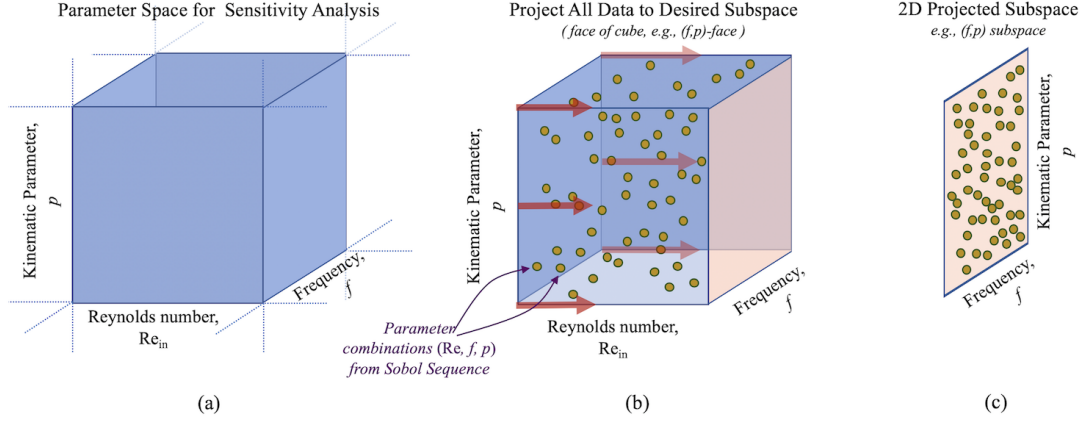 Parameter Space for Sensitivity Analysis
Kinematic Parameter,
p
Reynolds number,
Re_in
Frequency,
f
(a)
Project All Data to Desired Subspace
( face of cube, e.g., (f,p)-face )
Kinematic Parameter,
p
Reynolds number,
Re_in
Frequency,
f
Parameter
combinations (Re, f, p)
from Sobol Sequence
(b)
2D Projected Subspace
e.g., (f,p) subspace
Kinematic Parameter,
p
Frequency,
f
(c)